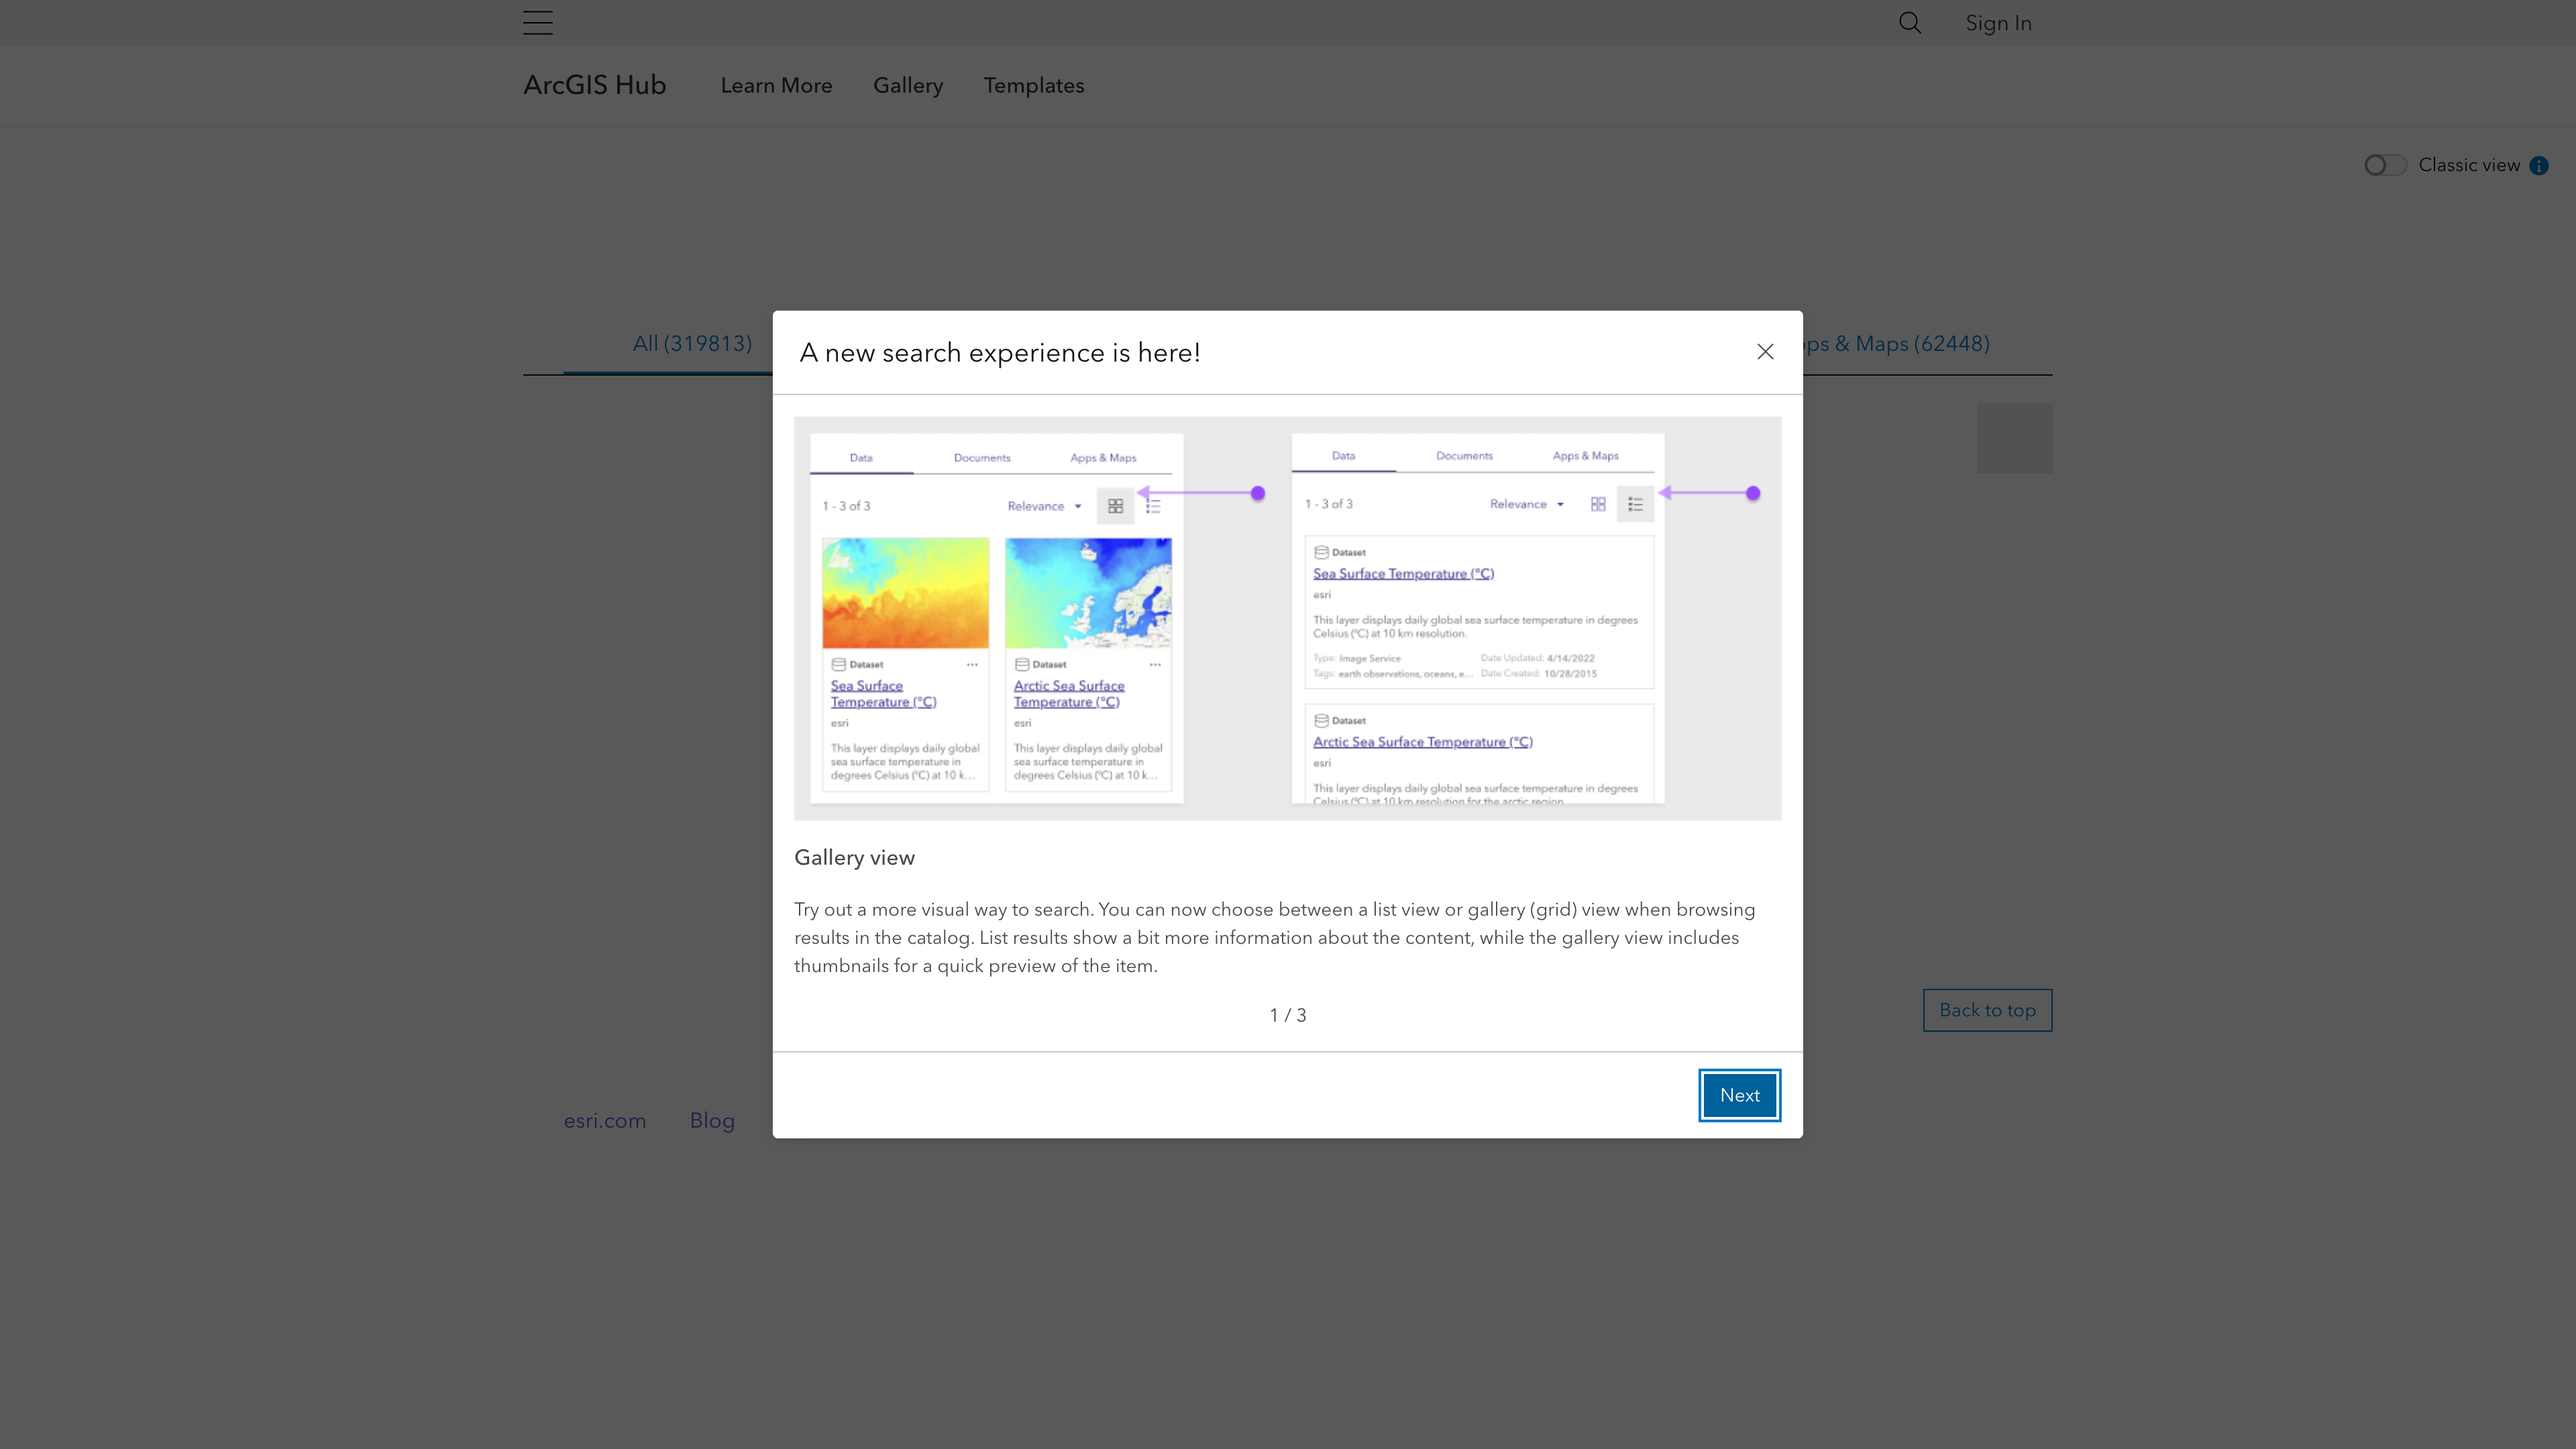 Sign In
ArcGIS Hub Learn More Gallery Templates
Classic view
All (319813)
ps & Maps (62448)
A new search experience is here!
Data Documents Apps & Maps
1 - 3 of 3 Relevance
Dataset
Sea Surface
Temperature (°C)
esri
This layer displays daily global
sea surface temperature in
degrees Celsius (°C) at 10 k...
Dataset
Arctic Sea Surface
Temperature (°C)
esri
This layer displays daily global
sea surface temperature in
degrees Celsius (°C) at 10 k...
Data Documents Apps & Maps
1 - 3 of 3 Relevance
Dataset
Sea Surface Temperature (°C)
esri
This layer displays daily global sea surface temperature in degrees
Celsius (°C) at 10 km resolution.
Type: Image Service Date Updated: 4/14/2022
Tags: earth observations, oceans, e... Date Created: 10/28/2015
Dataset
Arctic Sea Surface Temperature (°C)
esri
This layer displays daily global sea surface temperature in degrees
Celsius (°C) at 10 km resolution for the arctic region
Gallery view
Try out a more visual way to search. You can now choose between a list view or gallery (grid) view when browsing
results in the catalog. List results show a bit more information about the content, while the gallery view includes
thumbnails for a quick preview of the item.
1 / 3
Back to top
Next
esri.com Blog